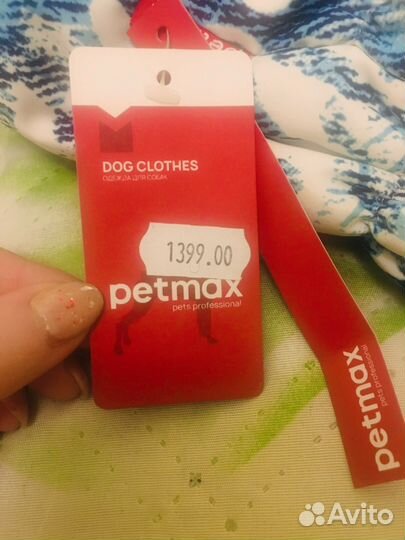 DOG CLOTHES
ОДЕЖДА ДЛЯ СОБАК
1399.00
petmax
pets professional
petmax
pets professional
Avito